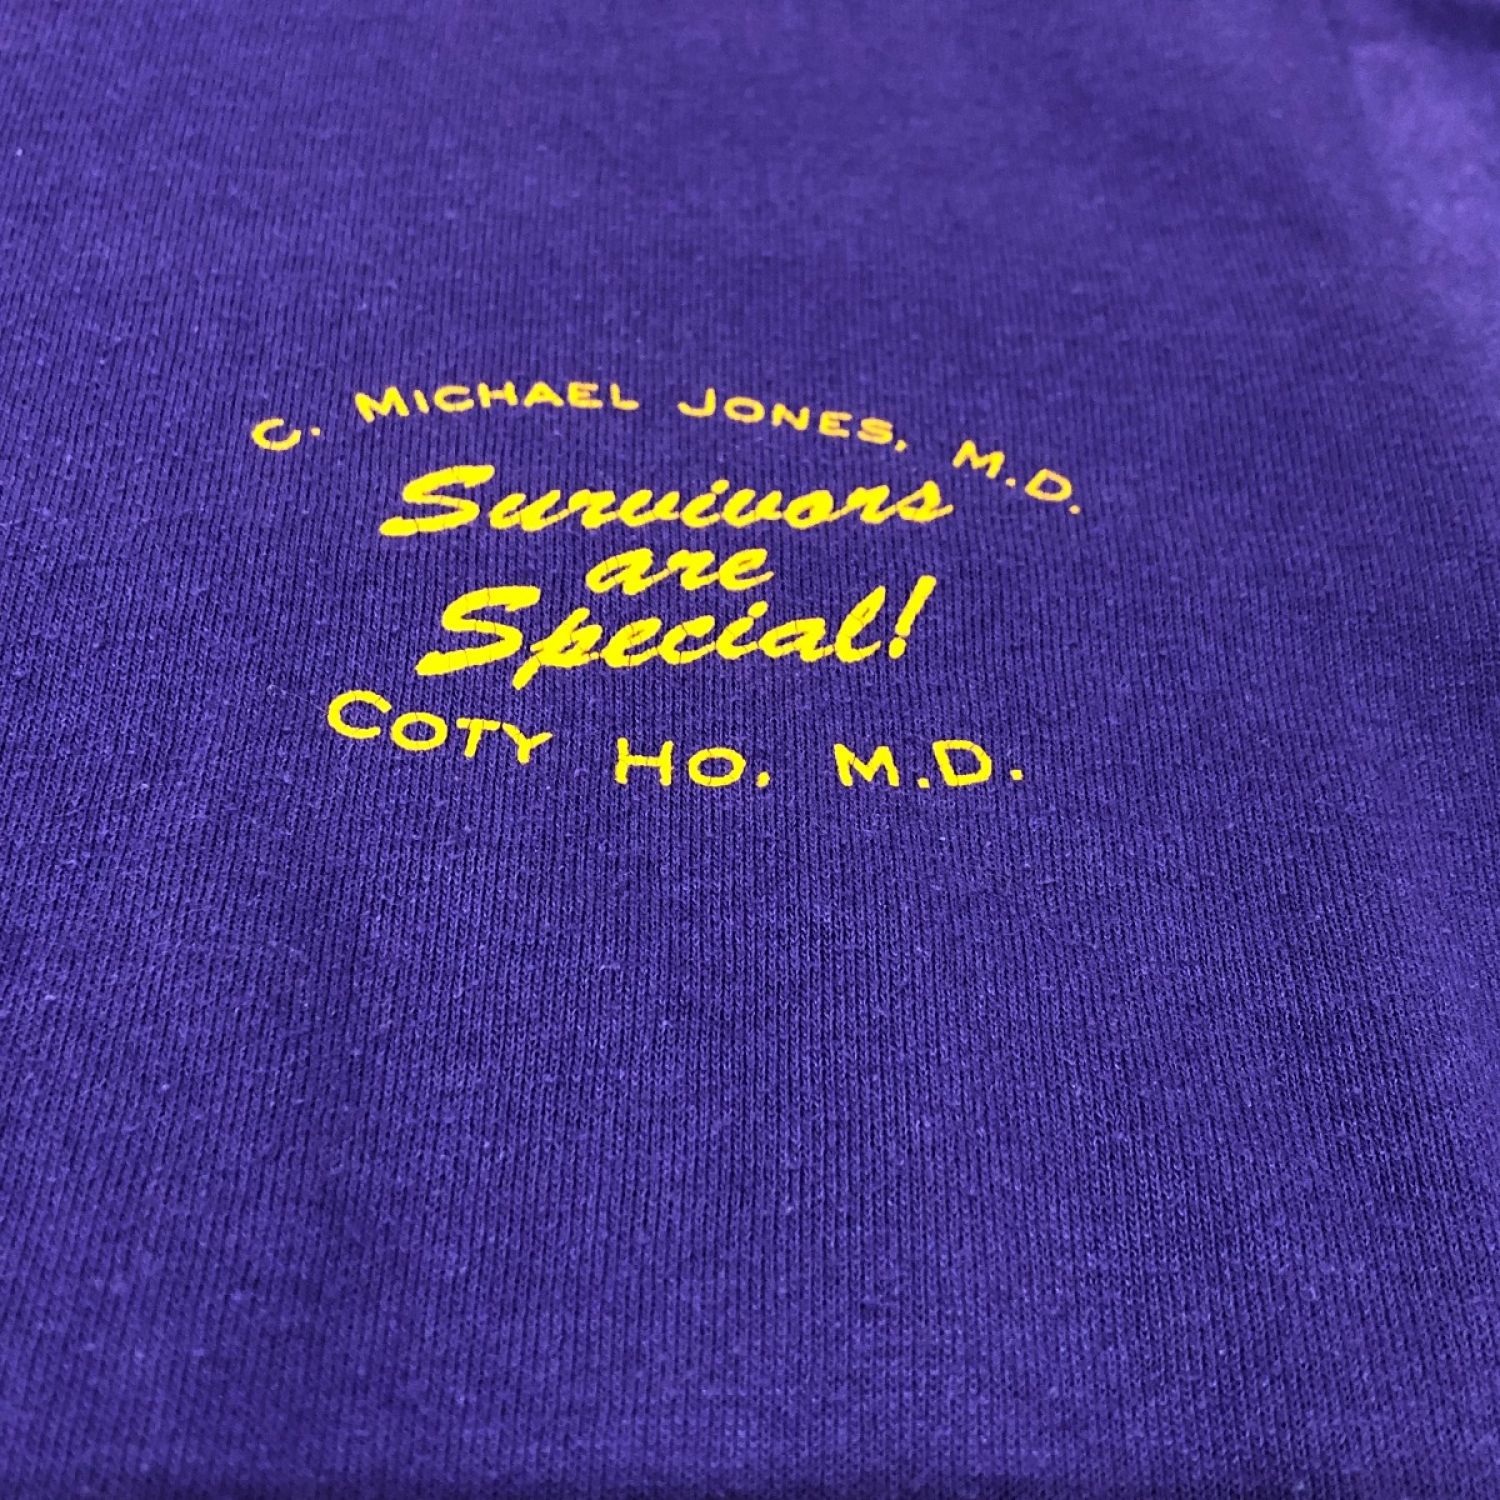 C. MICHAEL JONES, M.D.
Survivors
are
Special!
COTY HO, M.D.